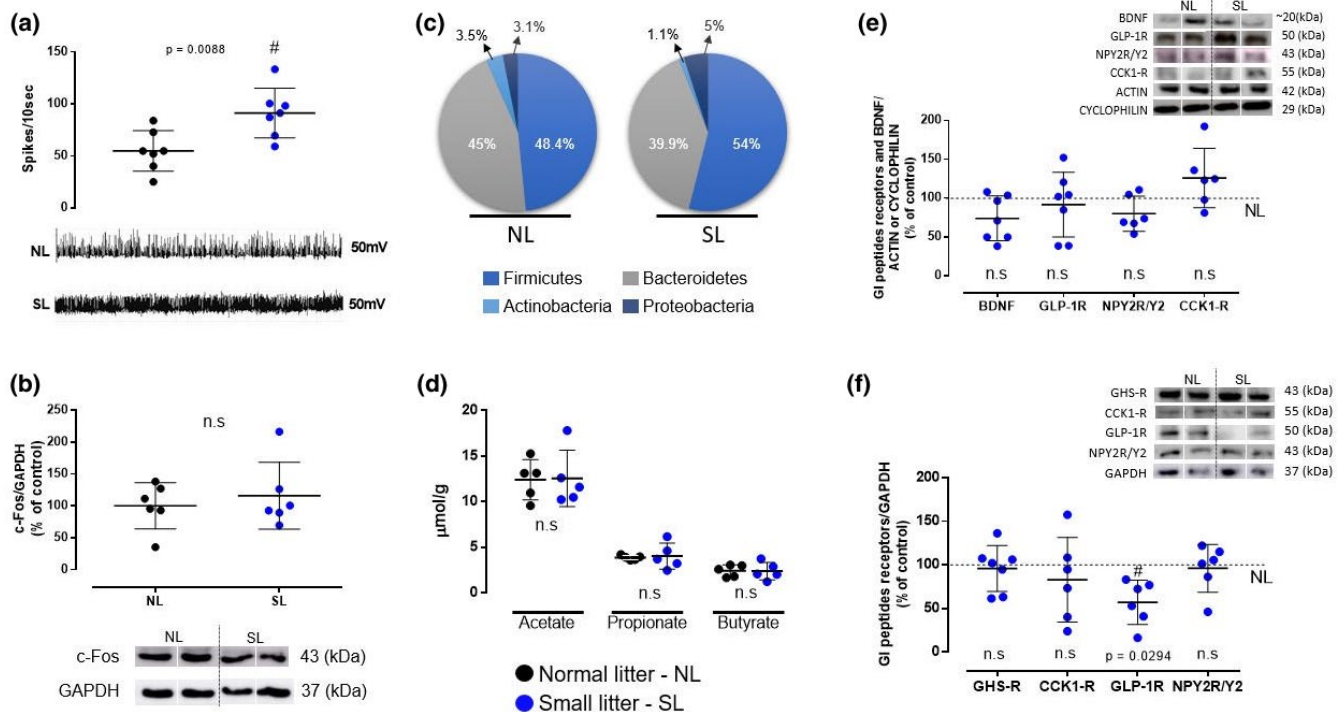 (a)
p = 0.0088
#
150
100
50
0
Spikes/10sec
NL
50mV
SL
50mV
(b)
n.s
250
200
150
100
50
0
c-Fos/GAPDH
(% of control)
NL
SL
NL
SL
c-Fos
43 (kDa)
GAPDH
37 (kDa)
(c)
3.5%
3.1%
45%
48.4%
NL
1.1%
5%
39.9%
54%
SL
Firmicutes
Bacteroidetes
Actinobacteria
Proteobacteria
(d)
20
15
10
5
0
µmol/g
n.s
n.s
n.s
Acetate
Propionate
Butyrate
Normal litter - NL
Small litter - SL
(e)
NL
SL
BDNF
~20(kDa)
GLP-1R
50 (kDa)
NPY2R/Y2
43 (kDa)
CCK1-R
55 (kDa)
ACTIN
42 (kDa)
CYCLOPHILIN
29 (kDa)
200
150
100
50
0
GI peptides receptors and BDNF/
ACTIN or CYCLOPHILIN
(% of control)
NL
n.s
n.s
n.s
n.s
BDNF
GLP-1R
NPY2R/Y2
CCK1-R
(f)
NL
SL
GHS-R
43 (kDa)
CCK1-R
55 (kDa)
GLP-1R
50 (kDa)
NPY2R/Y2
43 (kDa)
GAPDH
37 (kDa)
200
150
100
50
0
GI peptides receptors/GAPDH
(% of control)
#
NL
n.s
n.s
p = 0.0294
n.s
GHS-R
CCK1-R
GLP-1R
NPY2R/Y2